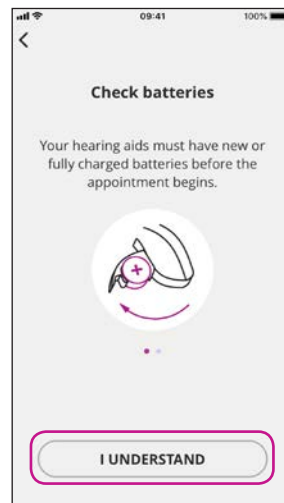 09:41
100%
Check batteries
Your hearing aids must have new or
fully charged batteries before the
appointment begins.
I UNDERSTAND